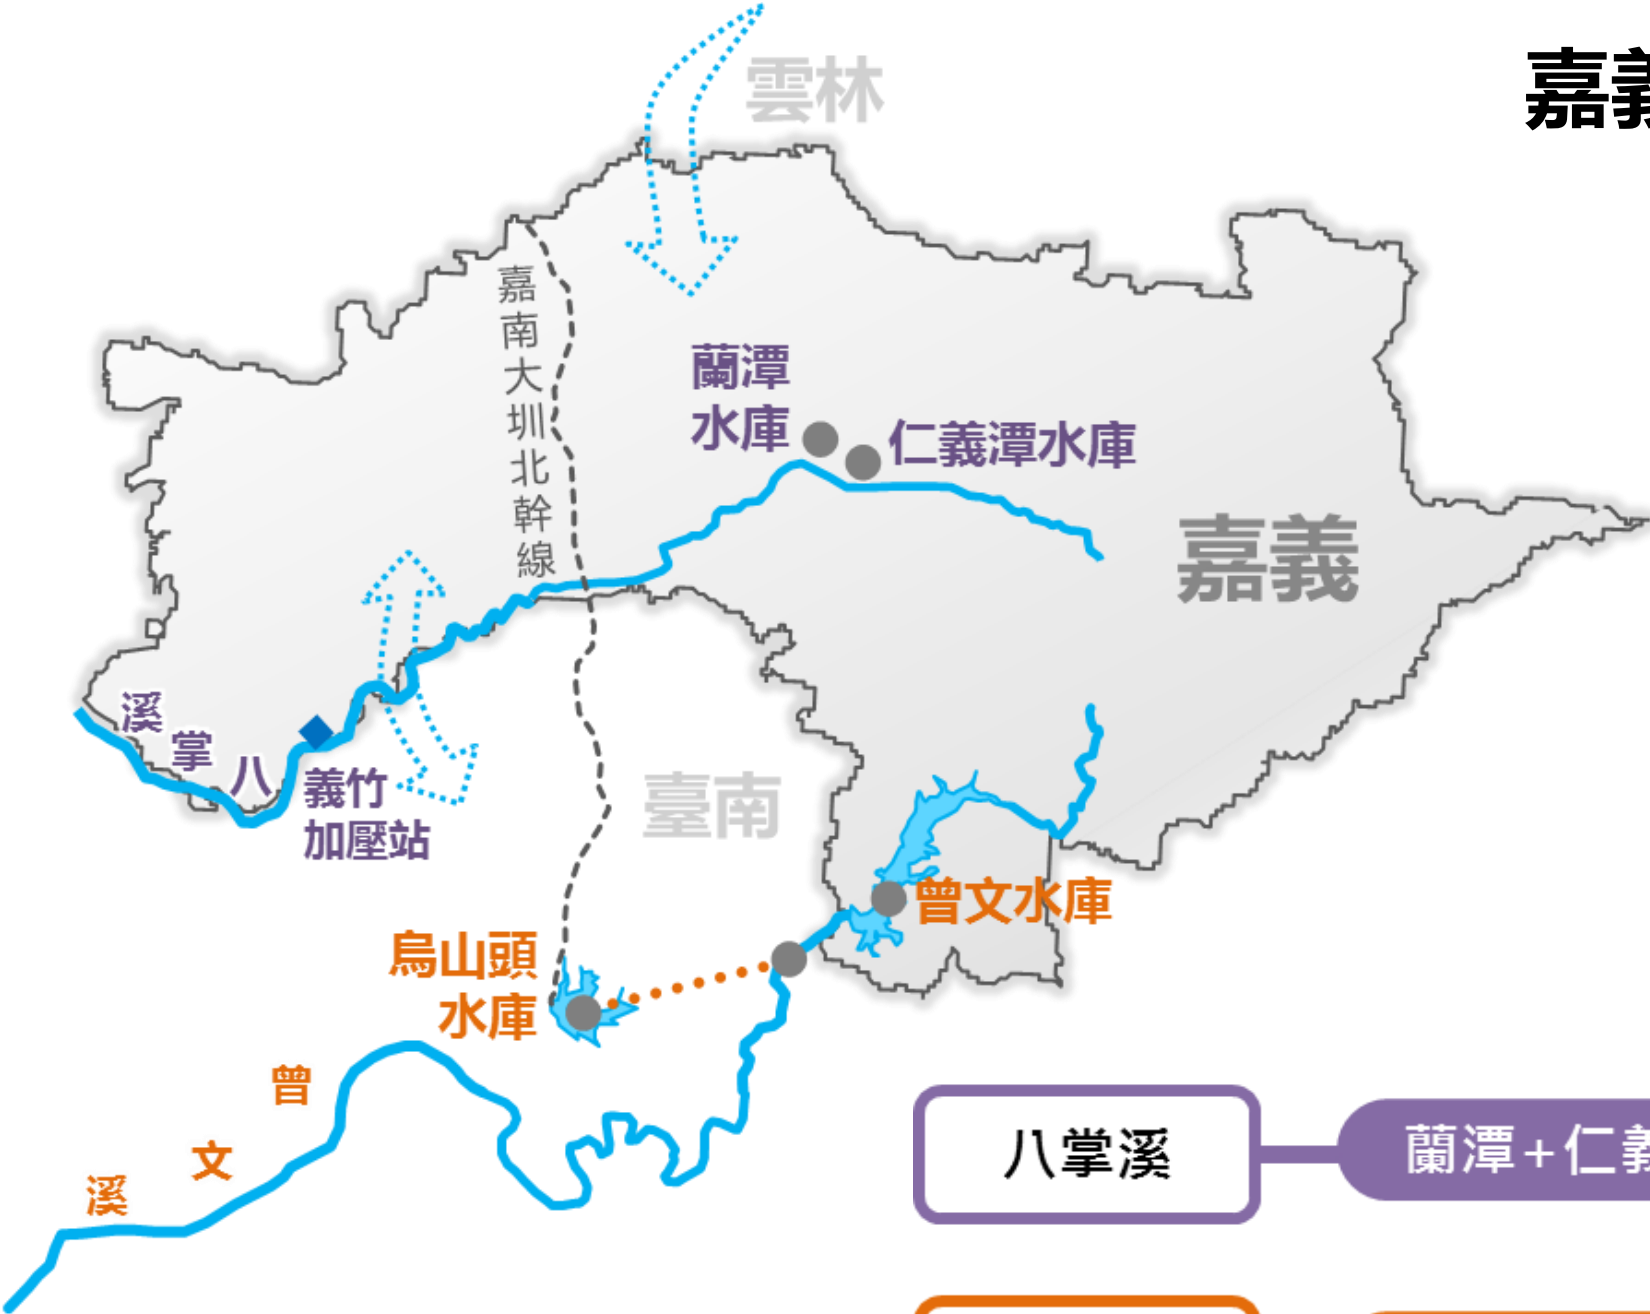 雲林
嘉義
嘉南大圳北幹線
蘭潭
水庫
仁義潭水庫
嘉義
八掌溪
義竹
加壓站
臺南
曾文水庫
烏山頭
水庫
曾文溪
八掌溪
蘭潭+仁義